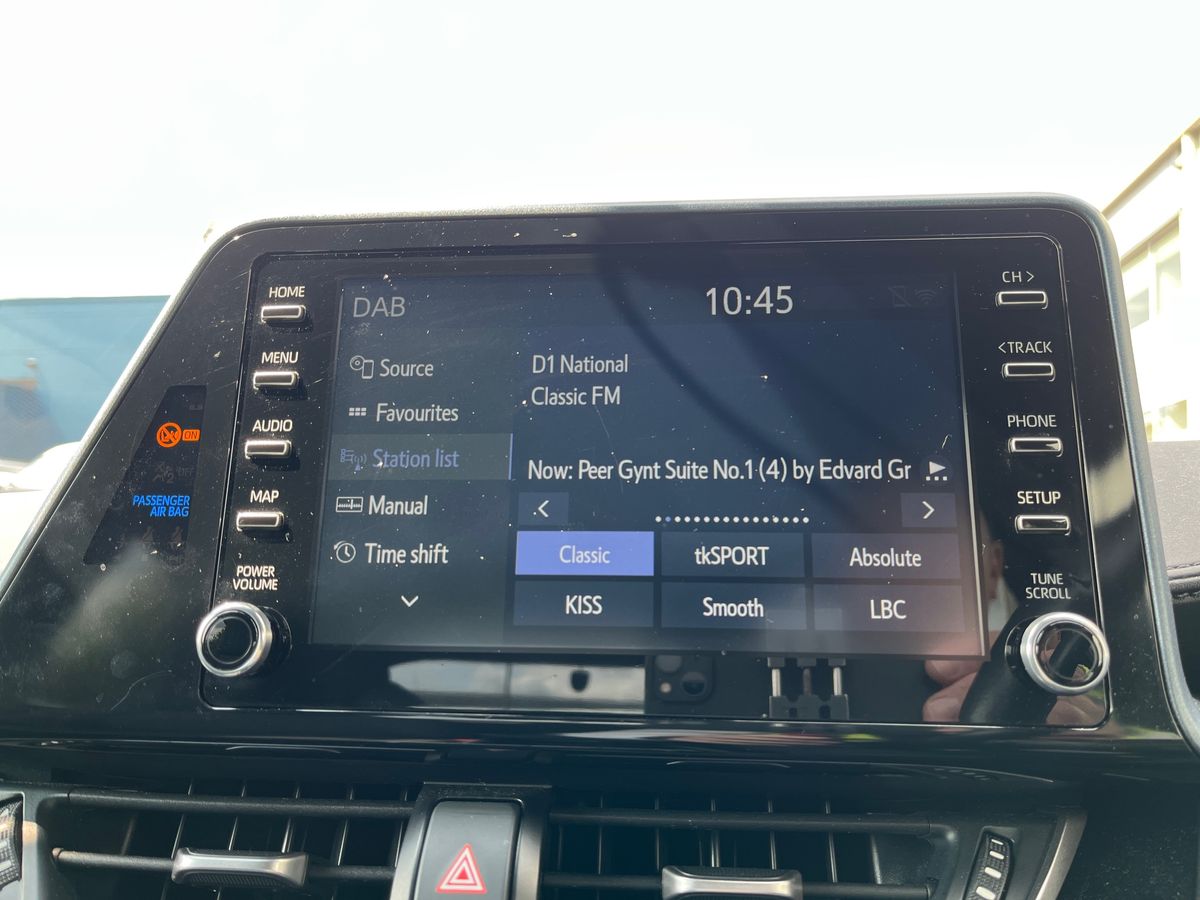 HOME
MENU
AUDIO
MAP
POWER
VOLUME
ON
OFF
PASSENGER
AIR BAG
DAB
10:45
Source
Favourites
Station list
Manual
Time shift
D1 National
Classic FM
Now: Peer Gynt Suite No.1 (4) by Edvard Gr
<
>
Classic
tkSPORT
Absolute
KISS
Smooth
LBC
CH >
<TRACK
PHONE
SETUP
TUNE
SCROLL